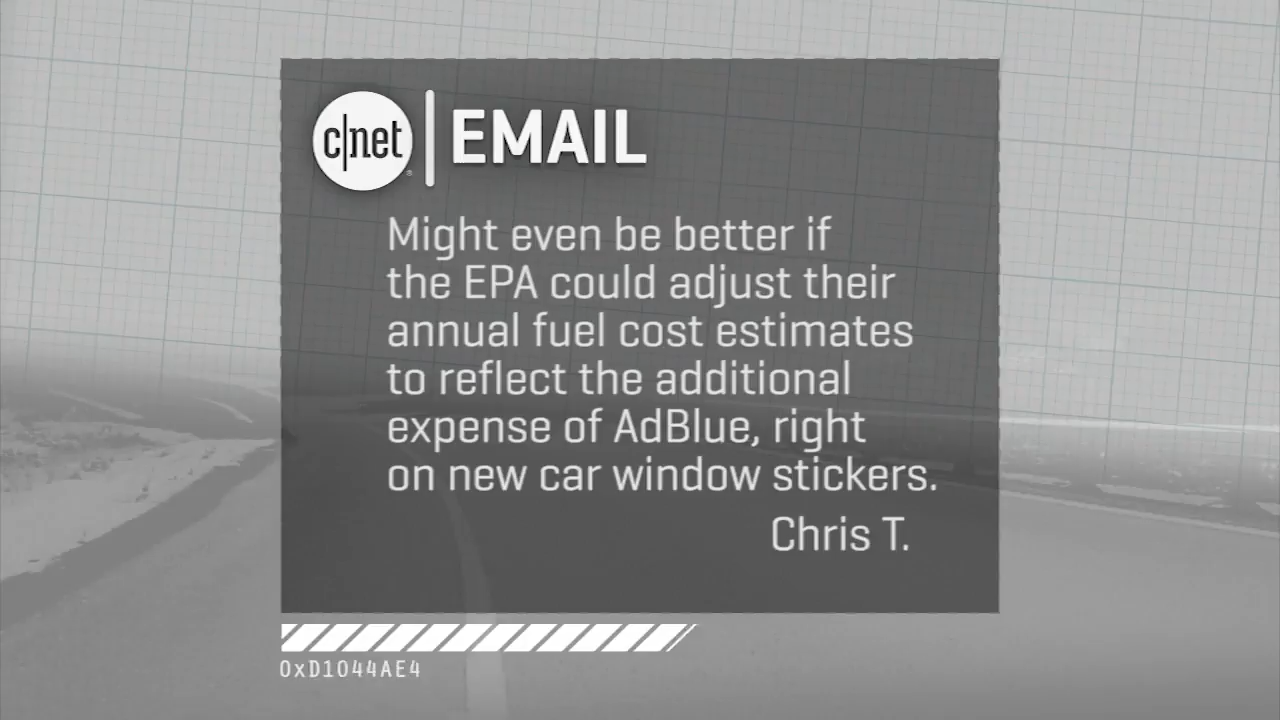 c|net EMAIL
Might even be better if
the EPA could adjust their
annual fuel cost estimates
to reflect the additional
expense of AdBlue, right
on new car window stickers.
Chris T.
0xD1044AE4